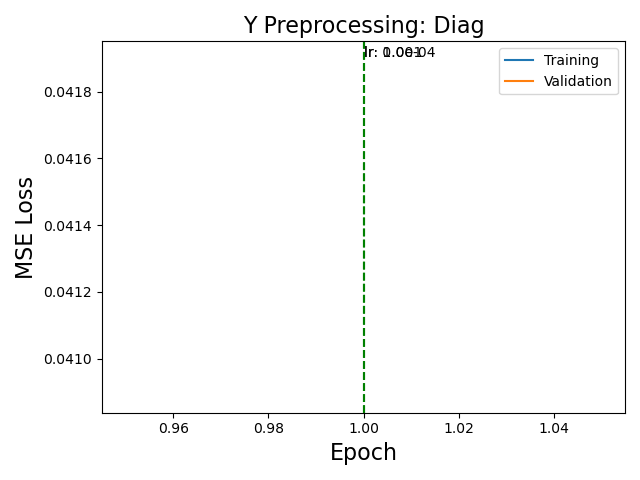 Y Preprocessing: Diag
lr:
Training
Validation
0.0418
0.0416
0.0414
0.0412
0.0410
MSE Loss
0.96
0.98
1.00
1.02
1.04
Epoch